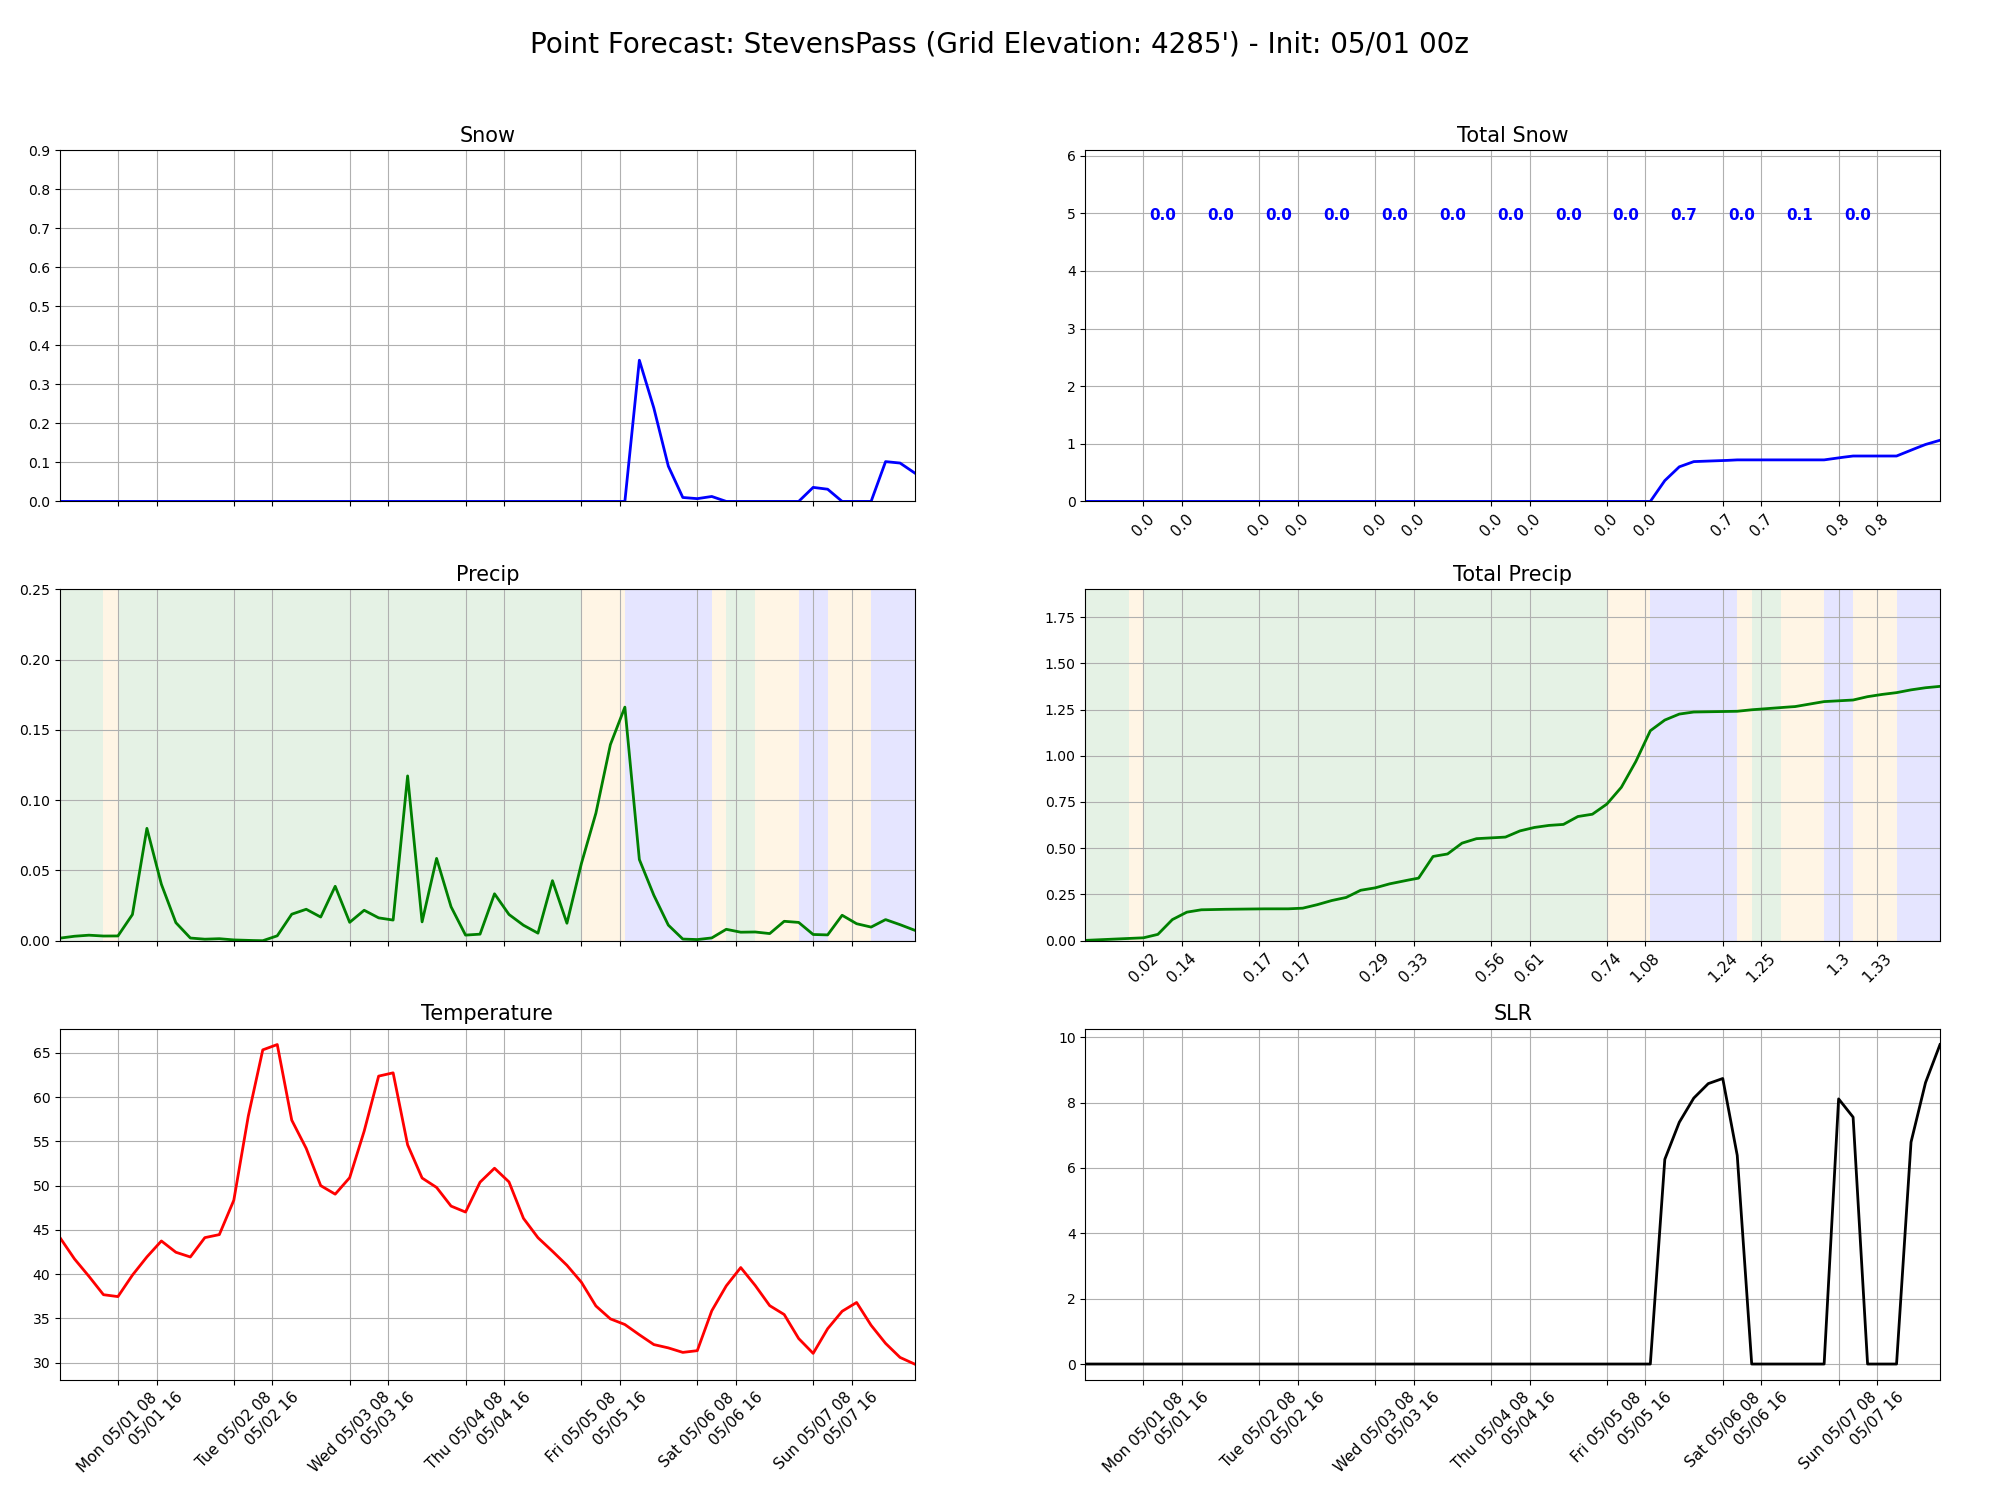 Point Forecast: StevensPass (Grid Elevation: 4285') - Init: 05/01 00z
Snow
0.9
0.8
0.7
0.6
0.5
0.4
0.3
0.2
0.1
0.0
Total Snow
6
5
4
3
2
1
0
0.0 0.0 0.0 0.0 0.0 0.0 0.0 0.0 0.0 0.7 0.0 0.1 0.0
0.0 0.0 0.0 0.0 0.0 0.0 0.0 0.0 0.0 0.0 0.7 0.7 0.8 0.8
Precip
0.25
0.20
0.15
0.10
0.05
0.00
Total Precip
1.75
1.50
1.25
1.00
0.75
0.50
0.25
0.00
0.02 0.14 0.17 0.17 0.29 0.33 0.56 0.61 0.74 1.08 1.24 1.25 1.3 1.33
Temperature
65
60
55
50
45
40
35
30
Mon 05/01 08
05/01 16
Tue 05/02 08
05/02 16
Wed 05/03 08
05/03 16
Thu 05/04 08
05/04 16
Fri 05/05 08
05/05 16
Sat 05/06 08
05/06 16
Sun 05/07 08
05/07 16
SLR
10
8
6
4
2
0
Mon 05/01 08
05/01 16
Tue 05/02 08
05/02 16
Wed 05/03 08
05/03 16
Thu 05/04 08
05/04 16
Fri 05/05 08
05/05 16
Sat 05/06 08
05/06 16
Sun 05/07 08
05/07 16